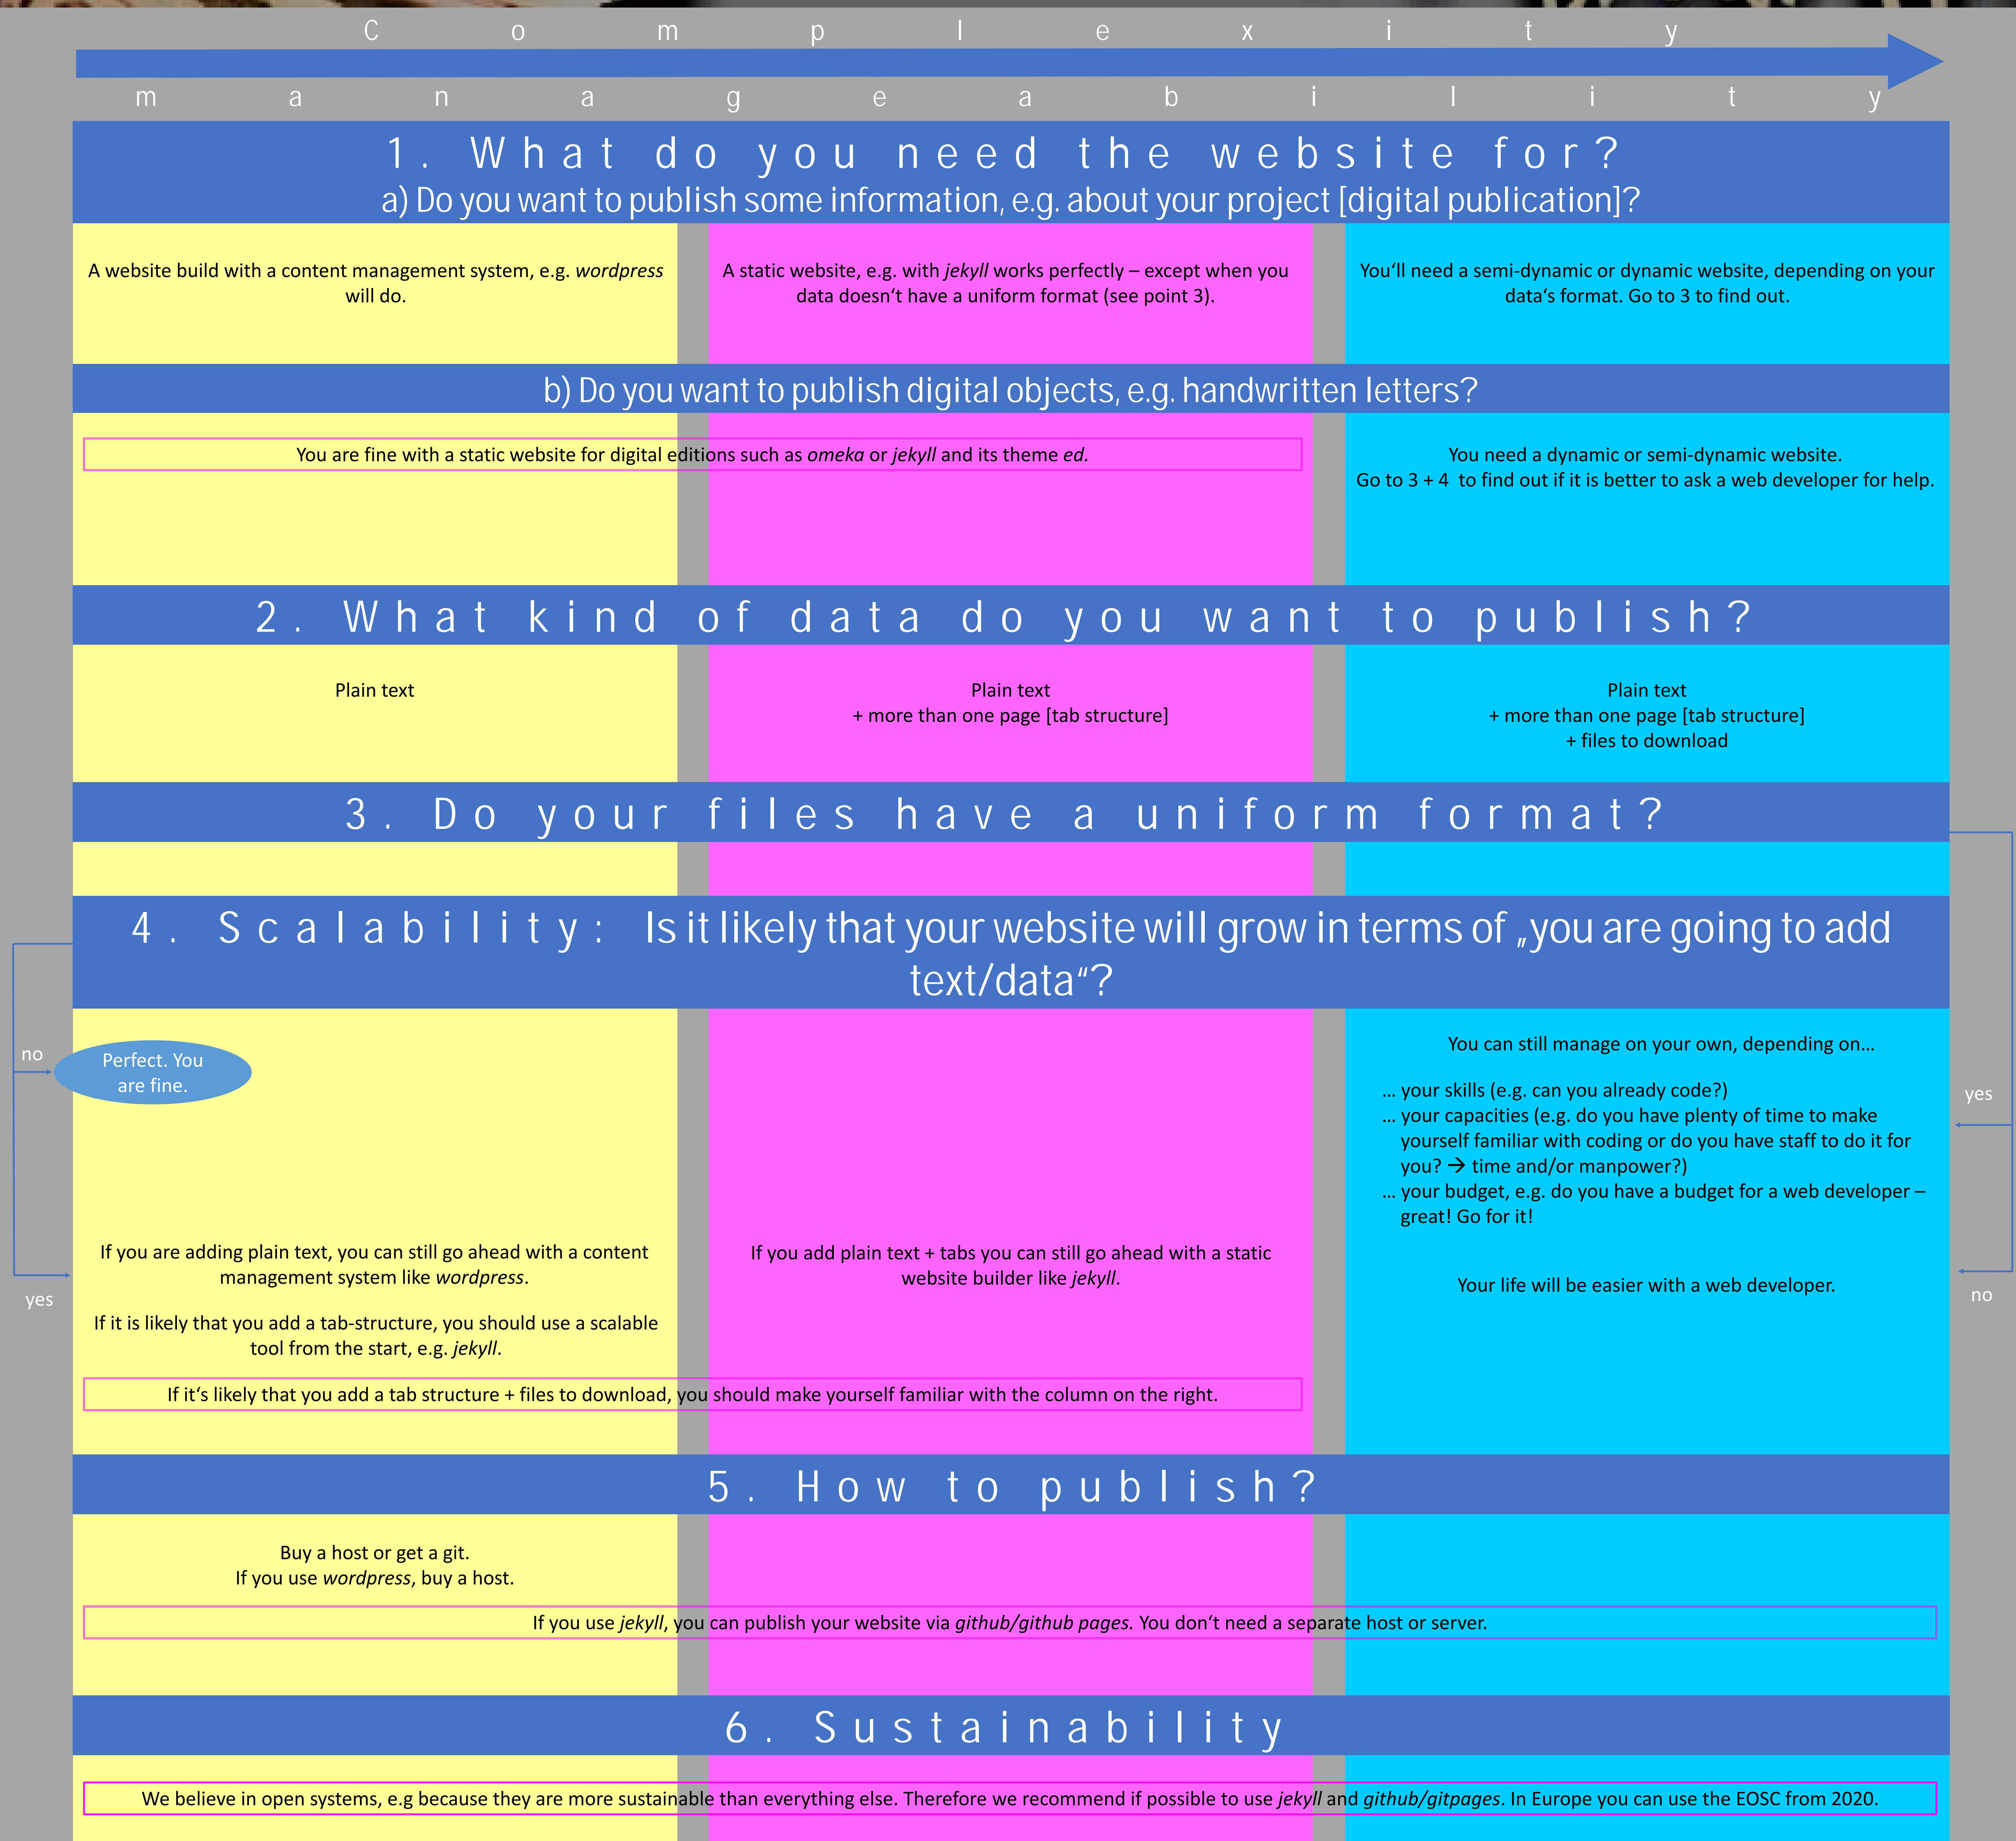 Complexity
manageability
1. What do you need the website for?
a) Do you want to publish some information, e.g. about your project [digital publication]?
A website build with a content management system, e.g. wordpress
will do.
A static website, e.g. with jekyll works perfectly – except when you
data doesn‘t have a uniform format (see point 3).
You‘ll need a semi-dynamic or dynamic website, depending on your
data‘s format. Go to 3 to find out.
b) Do you want to publish digital objects, e.g. handwritten letters?
You are fine with a static website for digital editions such as omeka or jekyll and its theme ed.
You need a dynamic or semi-dynamic website.
Go to 3 + 4 to find out if it is better to ask a web developer for help.
2. What kind of data do you want to publish?
Plain text
Plain text
+ more than one page [tab structure]
Plain text
+ more than one page [tab structure]
+ files to download
3. Do your files have a uniform format?
4. Scalability: Is it likely that your website will grow in terms of „you are going to add
text/data“?
no
Perfect. You
are fine.
yes
If you are adding plain text, you can still go ahead with a content
management system like wordpress.
If it is likely that you add a tab-structure, you should use a scalable
tool from the start, e.g. jekyll.
If you add plain text + tabs you can still go ahead with a static
website builder like jekyll.
If it‘s likely that you add a tab structure + files to download, you should make yourself familiar with the column on the right.
You can still manage on your own, depending on…
… your skills (e.g. can you already code?)
… your capacities (e.g. do you have plenty of time to make
yourself familiar with coding or do you have staff to do it for
you? → time and/or manpower?)
… your budget, e.g. do you have a budget for a web developer –
great! Go for it!
yes
Your life will be easier with a web developer.
no
5. How to publish?
Buy a host or get a git.
If you use wordpress, buy a host.
If you use jekyll, you can publish your website via github/github pages. You don‘t need a separate host or server.
6. Sustainability
We believe in open systems, e.g because they are more sustainable than everything else. Therefore we recommend if possible to use jekyll and github/gitpages. In Europe you can use the EOSC from 2020.